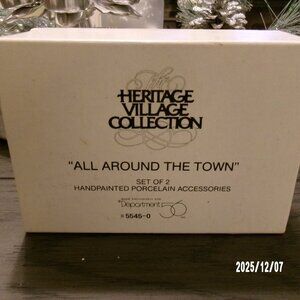 The
HERITAGE
VILLAGE
COLLECTION
"ALL AROUND THE TOWN"
SET OF 2
HANDPAINTED PORCELAIN ACCESSORIES
Department 56
# 5545-0
2025/12/07